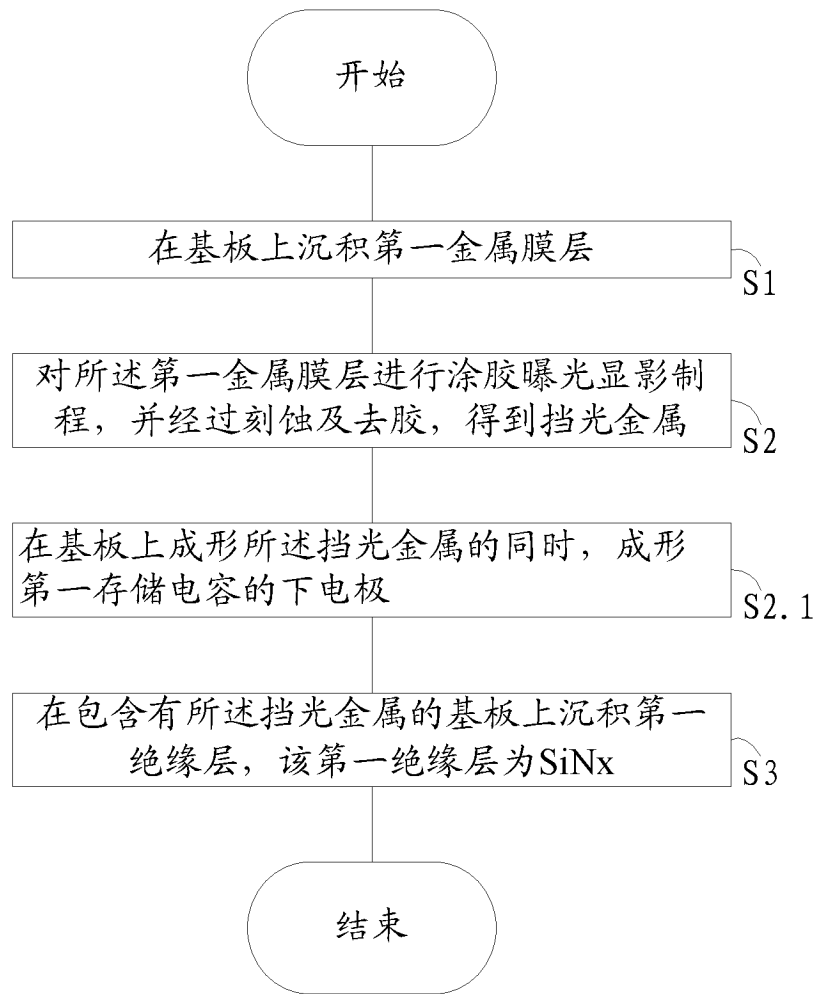 开始
在基板上沉积第一金属膜层
S1
对所述第一金属膜层进行涂胶曝光显影制
程，并经过刻蚀及去胶，得到挡光金属
S2
在基板上成形所述挡光金属的同时，成形
第一存储电容的下电极
S2.1
在包含有所述挡光金属的基板上沉积第一
绝缘层，该第一绝缘层为SiNx
S3
结束